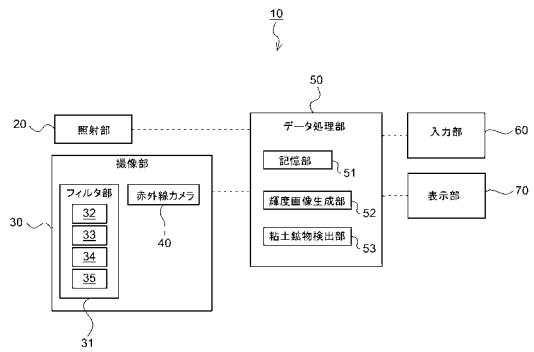 10
50
20
照射部
データ処理部
入力部
60
撮像部
記憶部
51
フィルタ部
赤外線カメラ
表示部
70
30
32
40
輝度画像生成部
52
33
34
粘土鉱物検出部
53
35
31